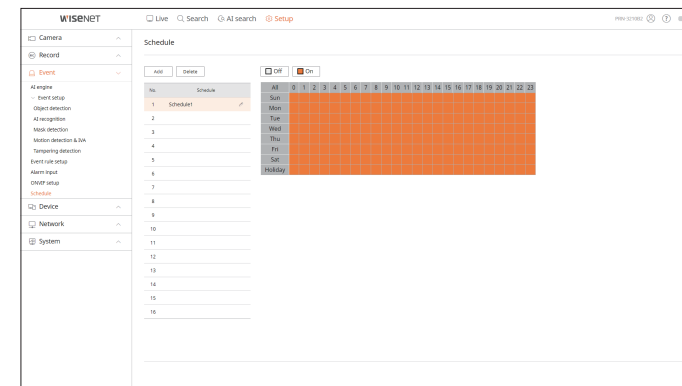 WISENET
Live Search AI search Setup
Camera
Record
Event
AI engine
Event setup
Object detection
AI recognition
Mask detection
Motion detection & IVA
Tampering detection
Event rule setup
Alarm input
ONVIF setup
Schedule
Device
Network
System
Schedule
Add Delete
No. Schedule
1 Schedule1
2
3
4
5
6
7
8
9
10
11
12
13
14
15
16
Off On
All 0 1 2 3 4 5 6 7 8 9 10 11 12 13 14 15 16 17 18 19 20 21 22 23
Sun
Mon
Tue
Wed
Thu
Fri
Sat
Holiday